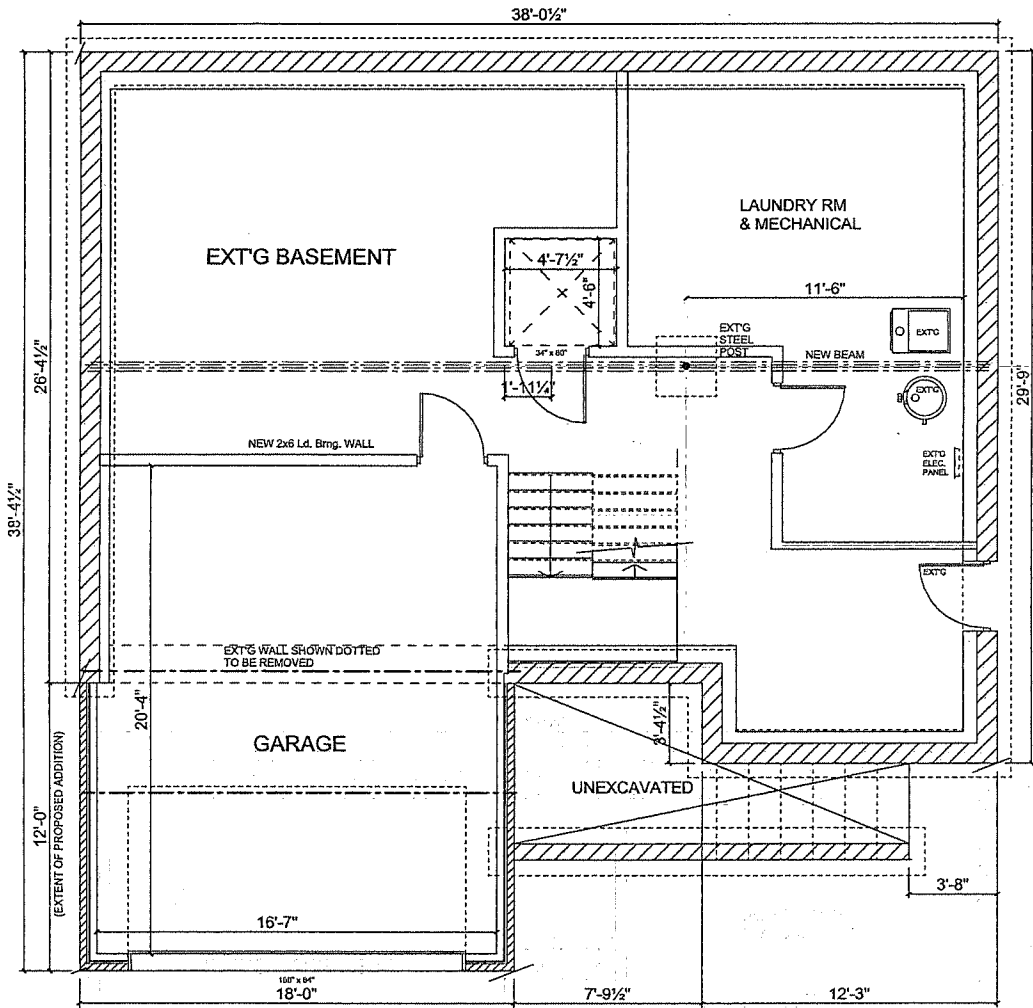 38'-0½"
LAUNDRY RM
& MECHANICAL
EXT'G BASEMENT
4'-7½"
4'-6"
11'-6"
EXT'G
EXT'G
STEEL
POST
34" x 80"
NEW BEAM
26'-4½"
29'-9"
1'-11¼"
EXT'G
NEW 2x6 Ld. Brng. WALL
EXT'G
ELEC.
PANEL
38'-4½"
EXT'G
EXT'G WALL SHOWN DOTTED
TO BE REMOVED
20'-4"
3'-4½"
GARAGE
UNEXCAVATED
12'-0"
(EXTENT OF PROPOSED ADDITION)
3'-8"
16'-7"
18'-0"
7'-9½"
12'-3"